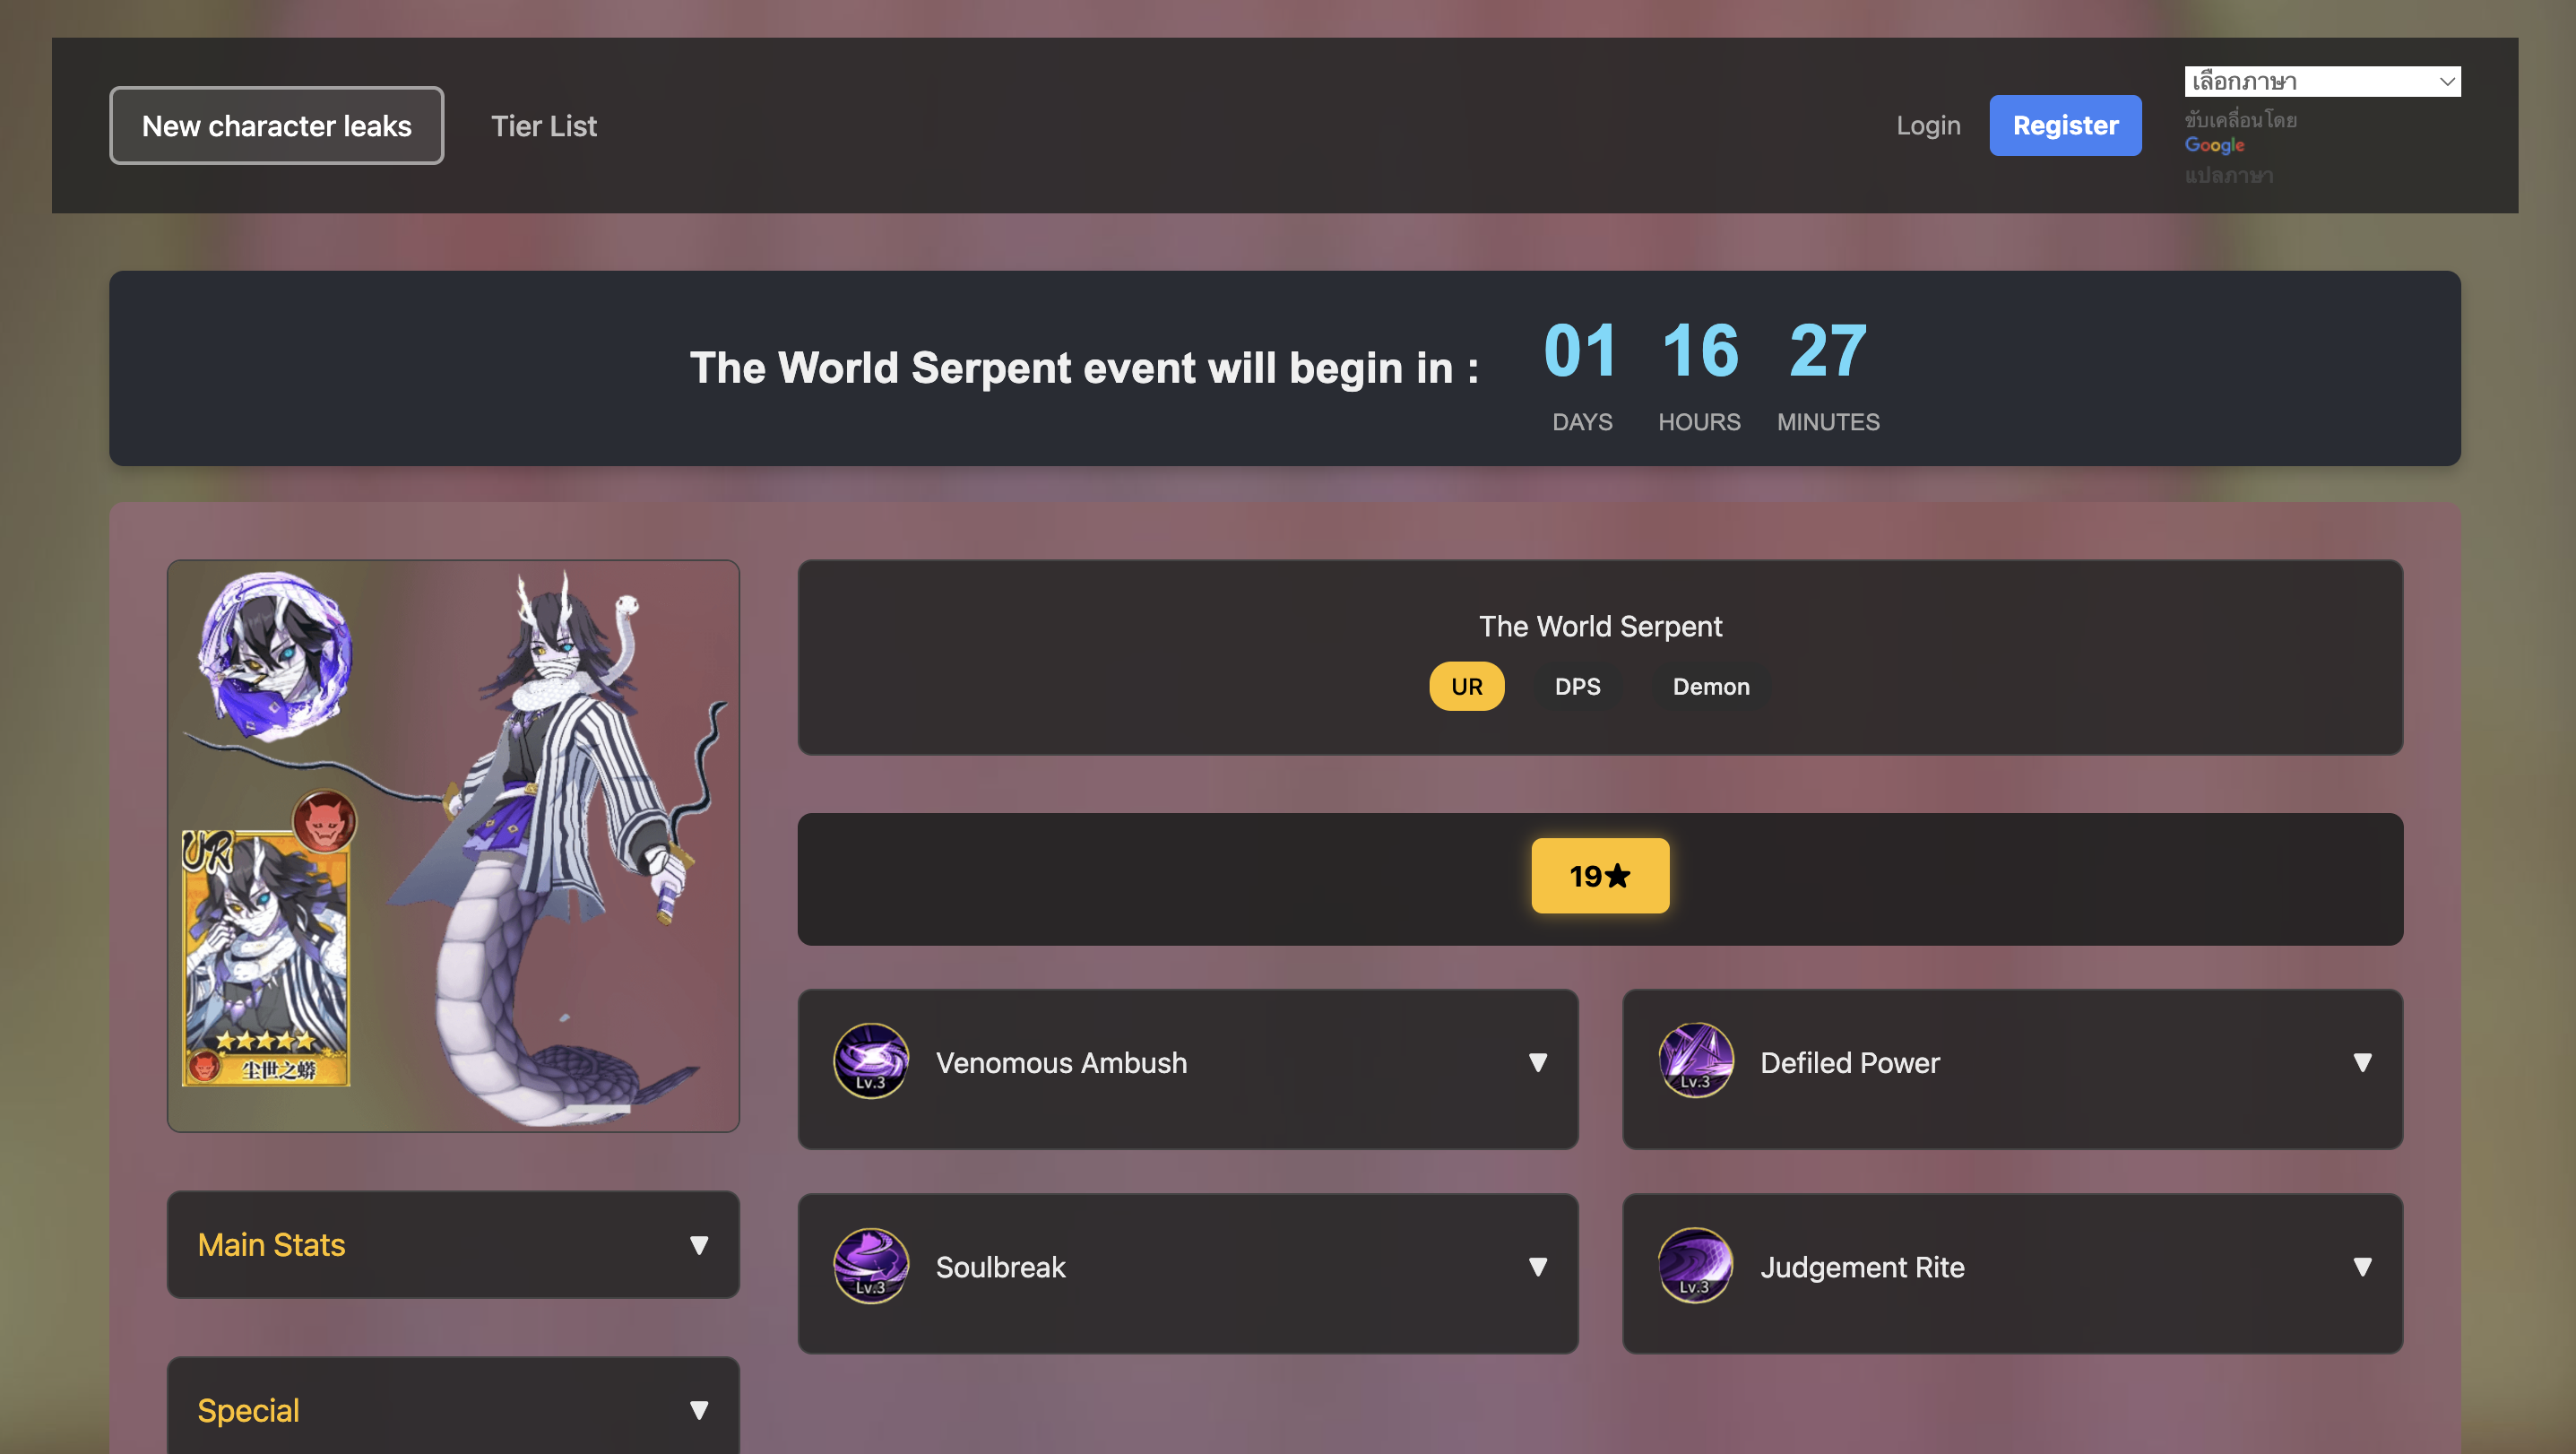 New character leaks
Tier List
Login
Register
เลือกภาษา
ขับเคลื่อนโดย
Google
แปลภาษา
The World Serpent event will begin in :
01 16 27
DAYS HOURS MINUTES
UR
尘世之蟒
The World Serpent
UR DPS Demon
19★
Lv.3
Venomous Ambush
Lv.3
Defiled Power
Lv.3
Soulbreak
Lv.3
Judgement Rite
Main Stats
Special